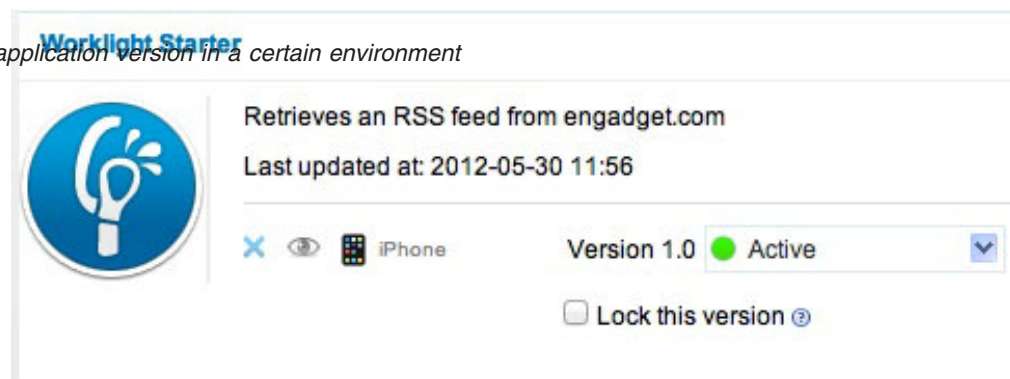 Worklight Starter
application version in a certain environment
Retrieves an RSS feed from engadget.com
Last updated at: 2012-05-30 11:56
iPhone Version 1.0 Active
Lock this version